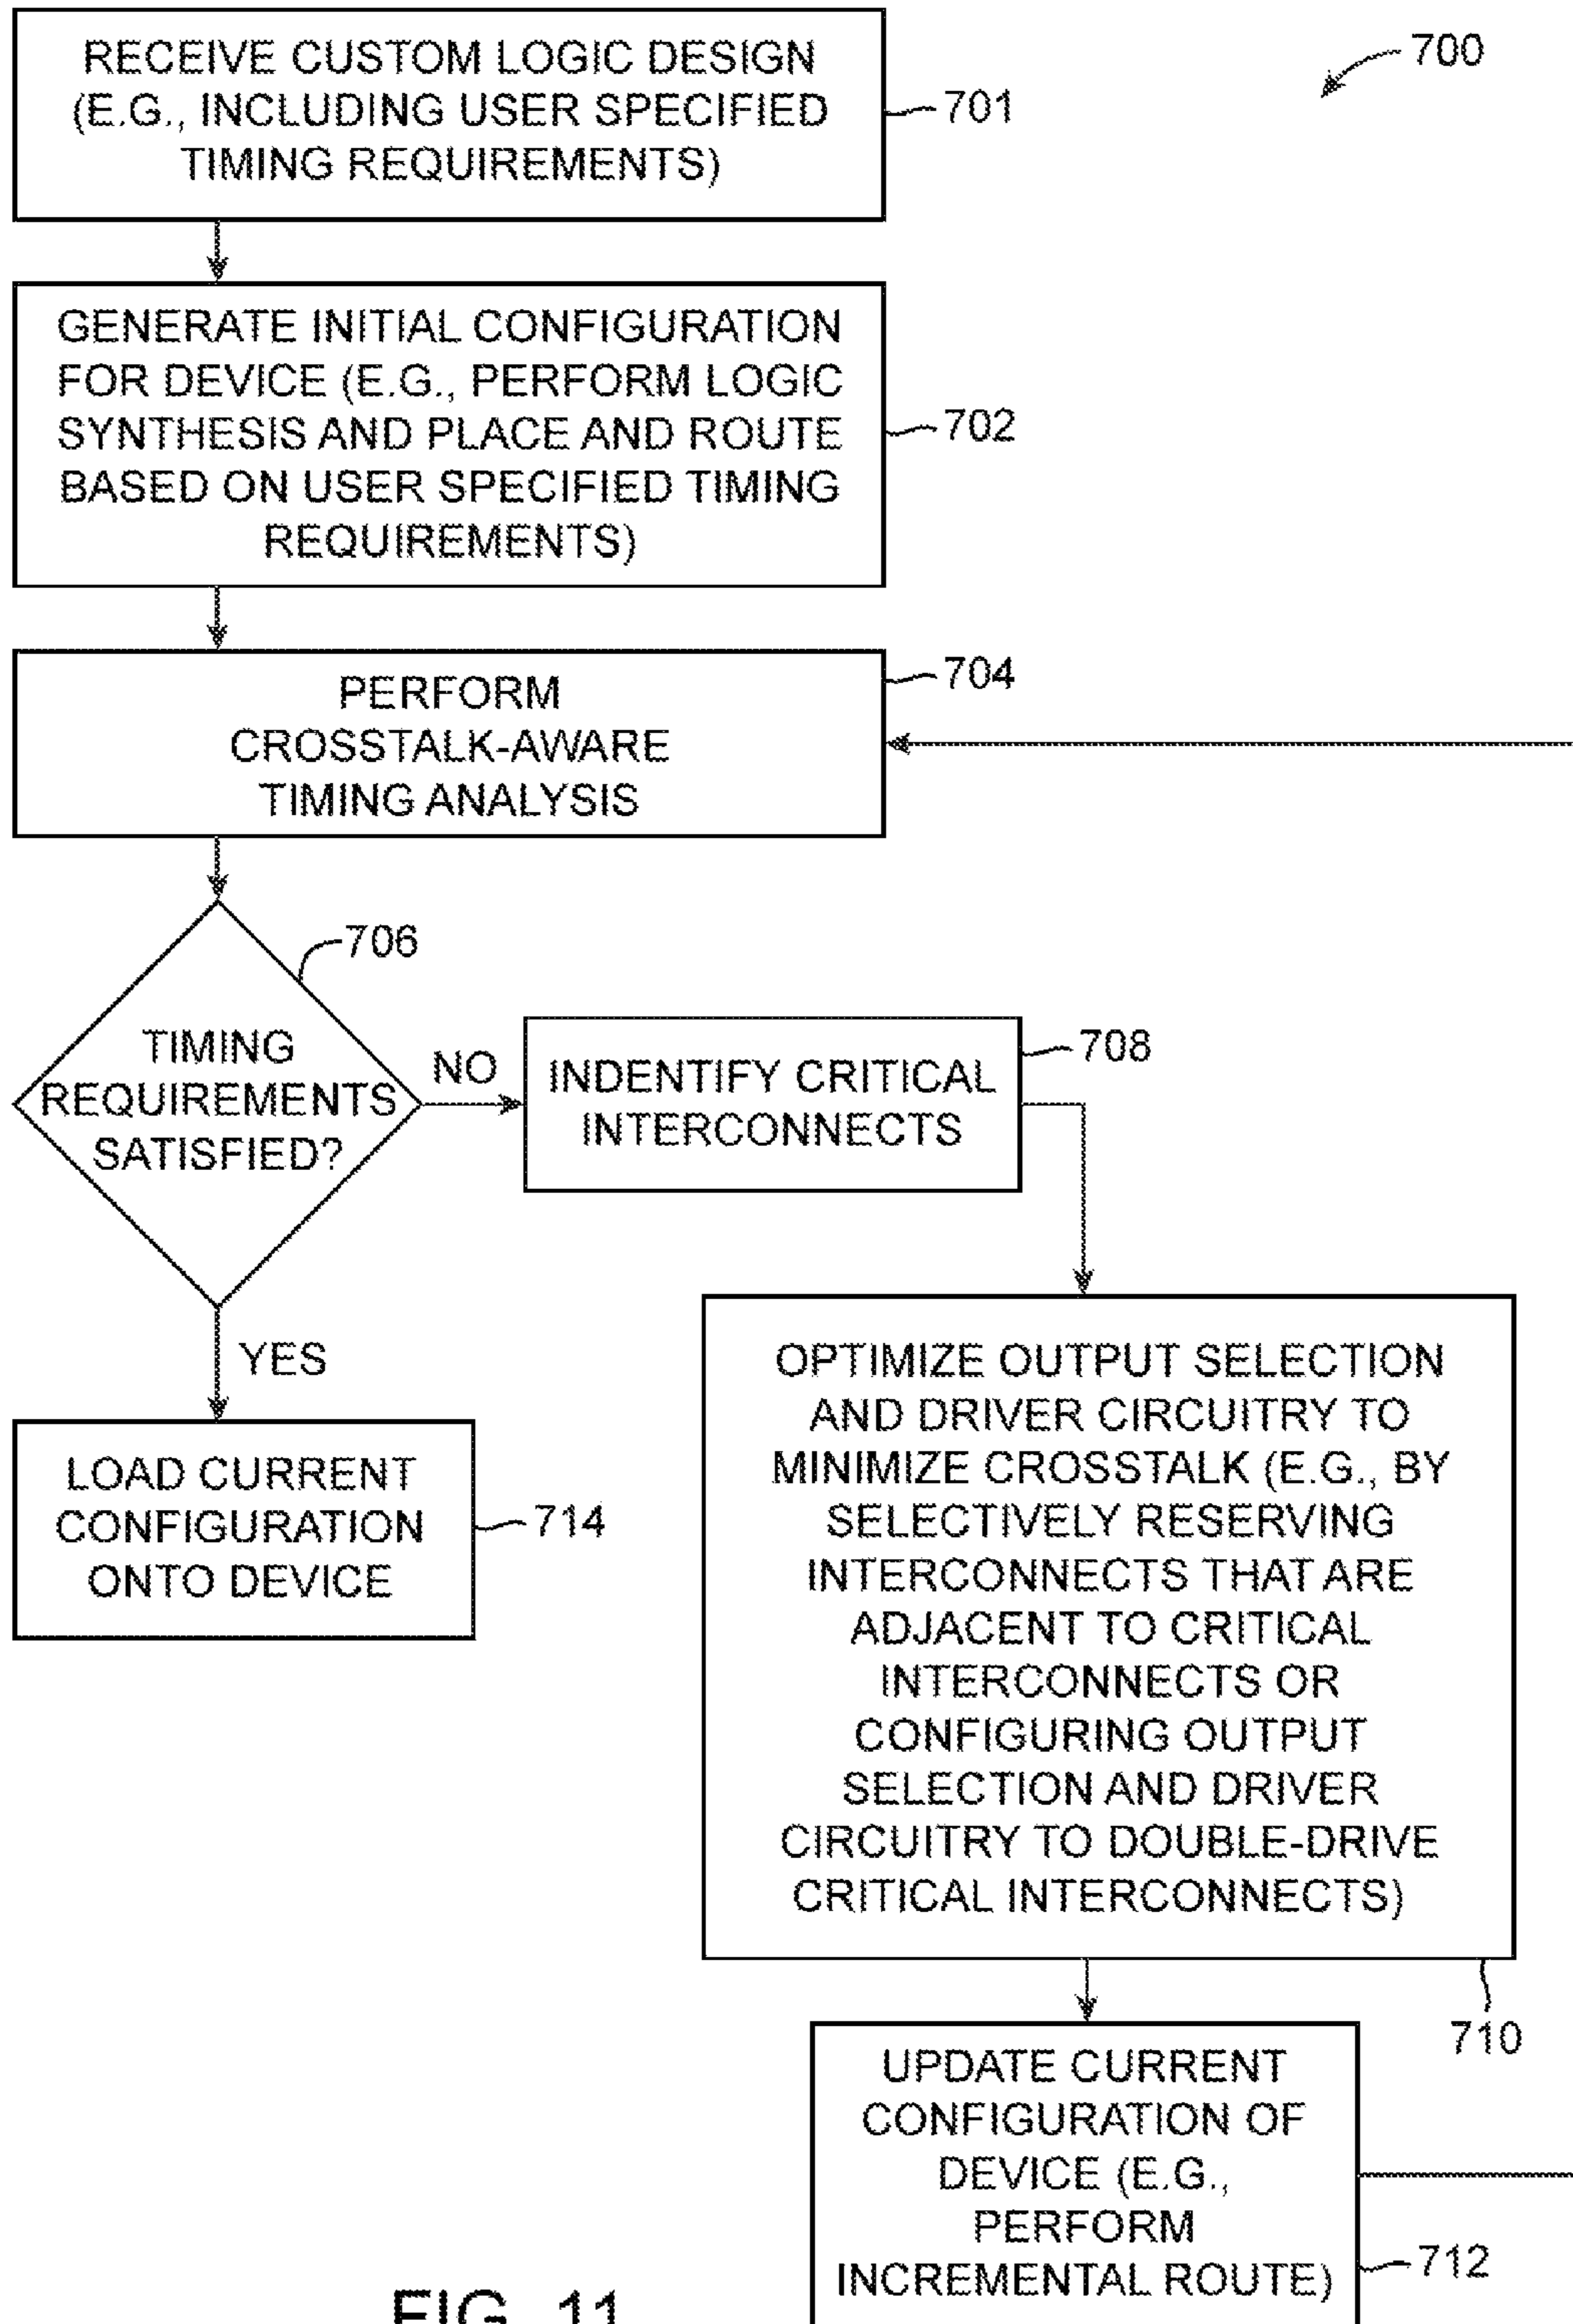 700
RECEIVE CUSTOM LOGIC DESIGN
(E.G., INCLUDING USER SPECIFIED
TIMING REQUIREMENTS)
701
GENERATE INITIAL CONFIGURATION
FOR DEVICE (E.G., PERFORM LOGIC
SYNTHESIS AND PLACE AND ROUTE
BASED ON USER SPECIFIED TIMING
REQUIREMENTS)
702
PERFORM
CROSSTALK-AWARE
TIMING ANALYSIS
704
TIMING
REQUIREMENTS
SATISFIED?
706
NO
INDENTIFY CRITICAL
INTERCONNECTS
708
YES
LOAD CURRENT
CONFIGURATION
ONTO DEVICE
714
OPTIMIZE OUTPUT SELECTION
AND DRIVER CIRCUITRY TO
MINIMIZE CROSSTALK (E.G., BY
SELECTIVELY RESERVING
INTERCONNECTS THAT ARE
ADJACENT TO CRITICAL
INTERCONNECTS OR
CONFIGURING OUTPUT
SELECTION AND DRIVER
CIRCUITRY TO DOUBLE-DRIVE
CRITICAL INTERCONNECTS)
710
UPDATE CURRENT
CONFIGURATION OF
DEVICE (E.G.,
PERFORM
INCREMENTAL ROUTE)
712
FIG. 11